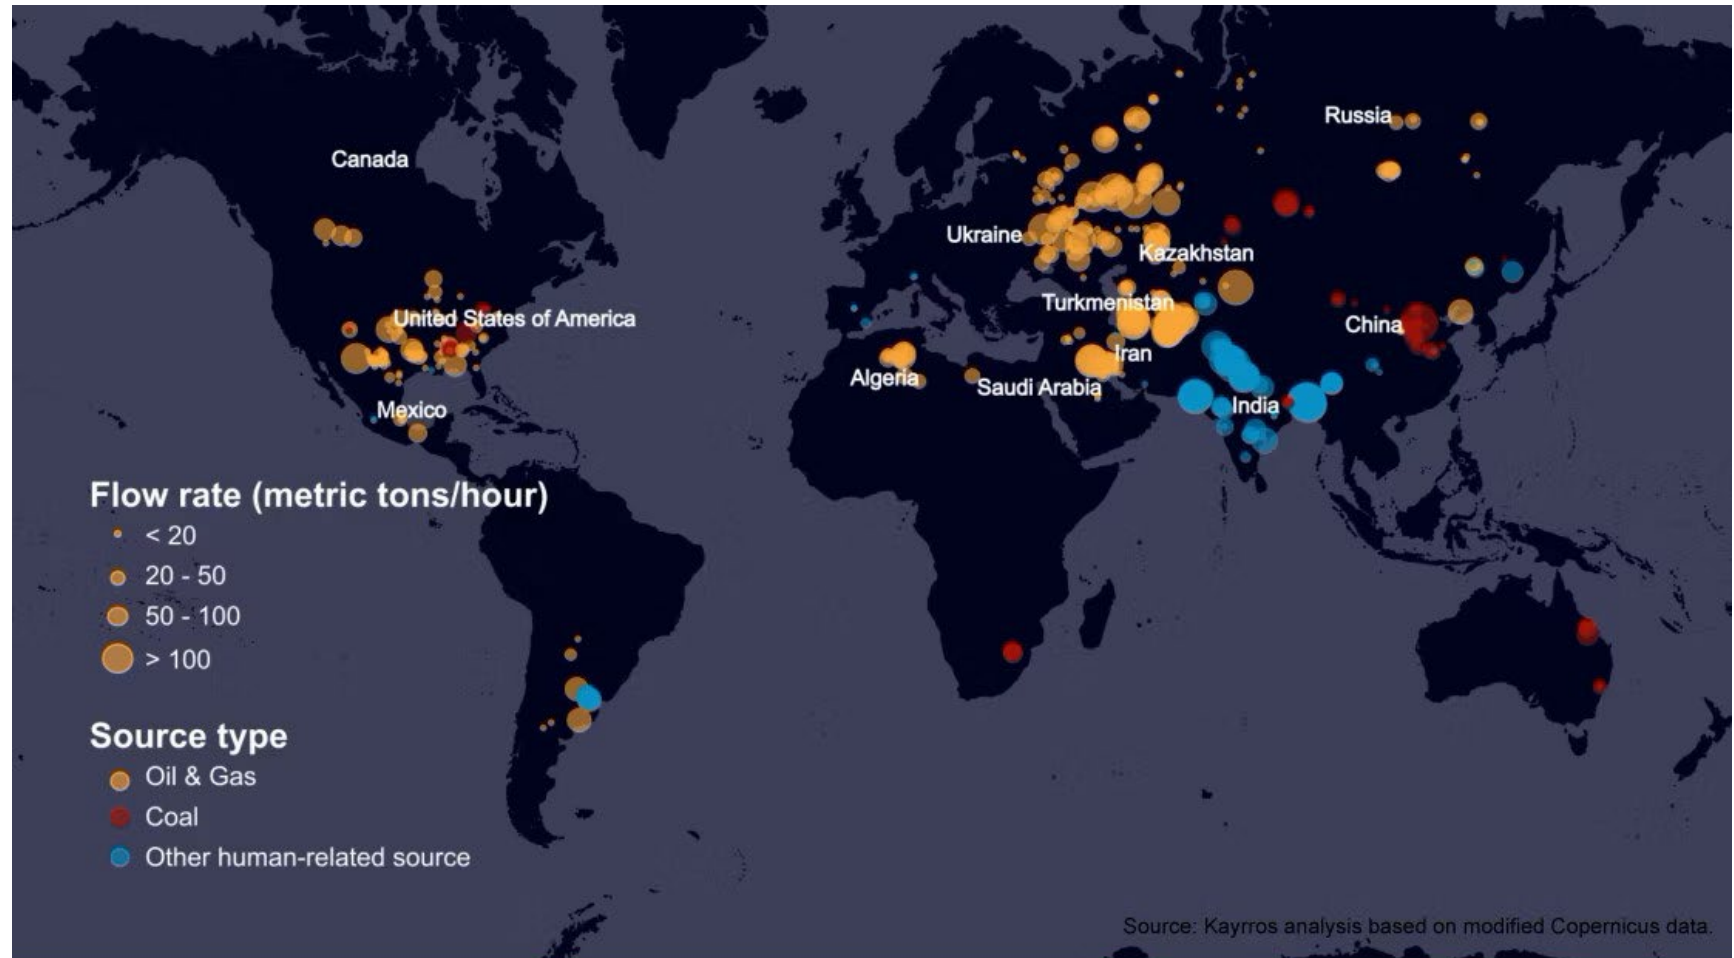 Russia
Canada
Ukraine
Kazakhstan
Turkmenistan
United States of America
China
Iran
Algeria
Saudi Arabia
Mexico
India
Flow rate (metric tons/hour)
< 20
20 - 50
50 - 100
> 100
Source type
Oil & Gas
Coal
Other human-related source
Source: Kayrros analysis based on modified Copernicus data.